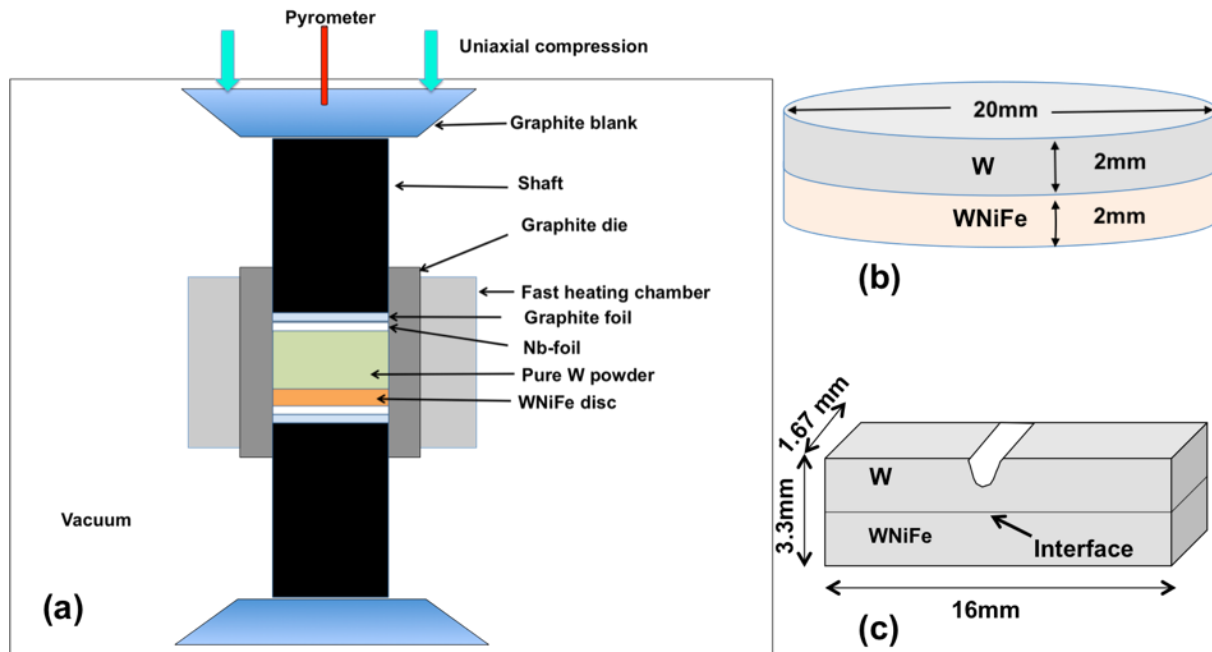 Pyrometer
Uniaxial compression
Graphite blank
Shaft
Graphite die
Fast heating chamber
Graphite foil
Nb-foil
Pure W powder
WNiFe disc
Vacuum
(a)
20mm
W
2mm
WNiFe
2mm
(b)
1.67 mm
W
3.3mm
WNiFe
Interface
16mm
(c)